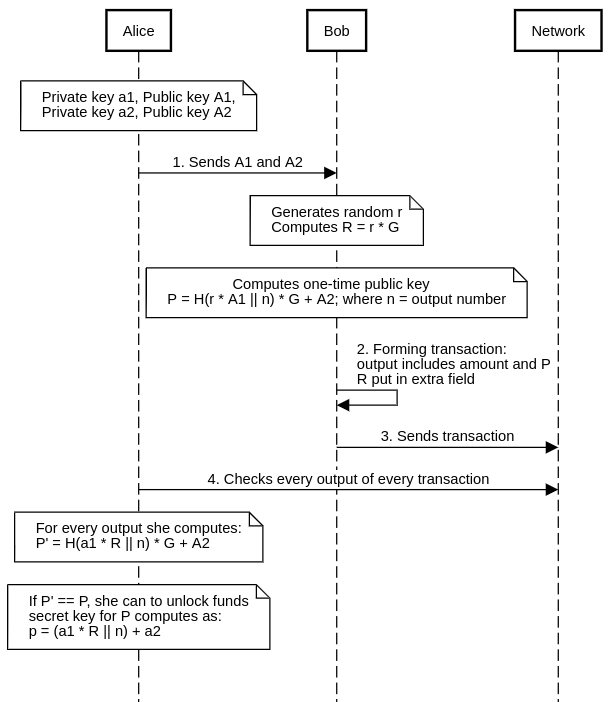 Alice
Bob
Network
Private key a1, Public key A1,
Private key a2, Public key A2
1. Sends A1 and A2
Generates random r
Computes R = r * G
Computes one-time public key
P = H(r * A1 || n) * G + A2; where n = output number
2. Forming transaction:
output includes amount and P
R put in extra field
3. Sends transaction
4. Checks every output of every transaction
For every output she computes:
P' = H(a1 * R || n) * G + A2
If P' == P, she can to unlock funds
secret key for P computes as:
p = (a1 * R || n) + a2